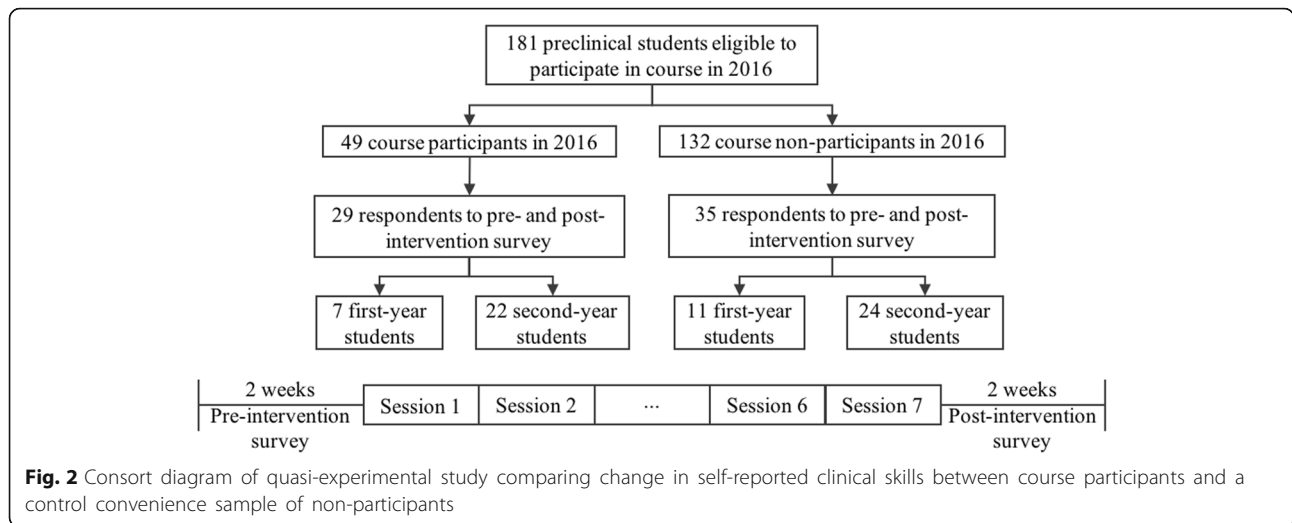 181 preclinical students eligible to
participate in course in 2016
49 course participants in 2016
132 course non-participants in 2016
29 respondents to pre- and post-
intervention survey
35 respondents to pre- and post-
intervention survey
7 first-year
students
22 second-year
students
11 first-year
students
24 second-year
students
2 weeks
Pre-intervention
survey
Session 1
Session 2
...
Session 6
Session 7
2 weeks
Post-intervention
survey
Fig. 2 Consort diagram of quasi-experimental study comparing change in self-reported clinical skills between course participants and a
control convenience sample of non-participants